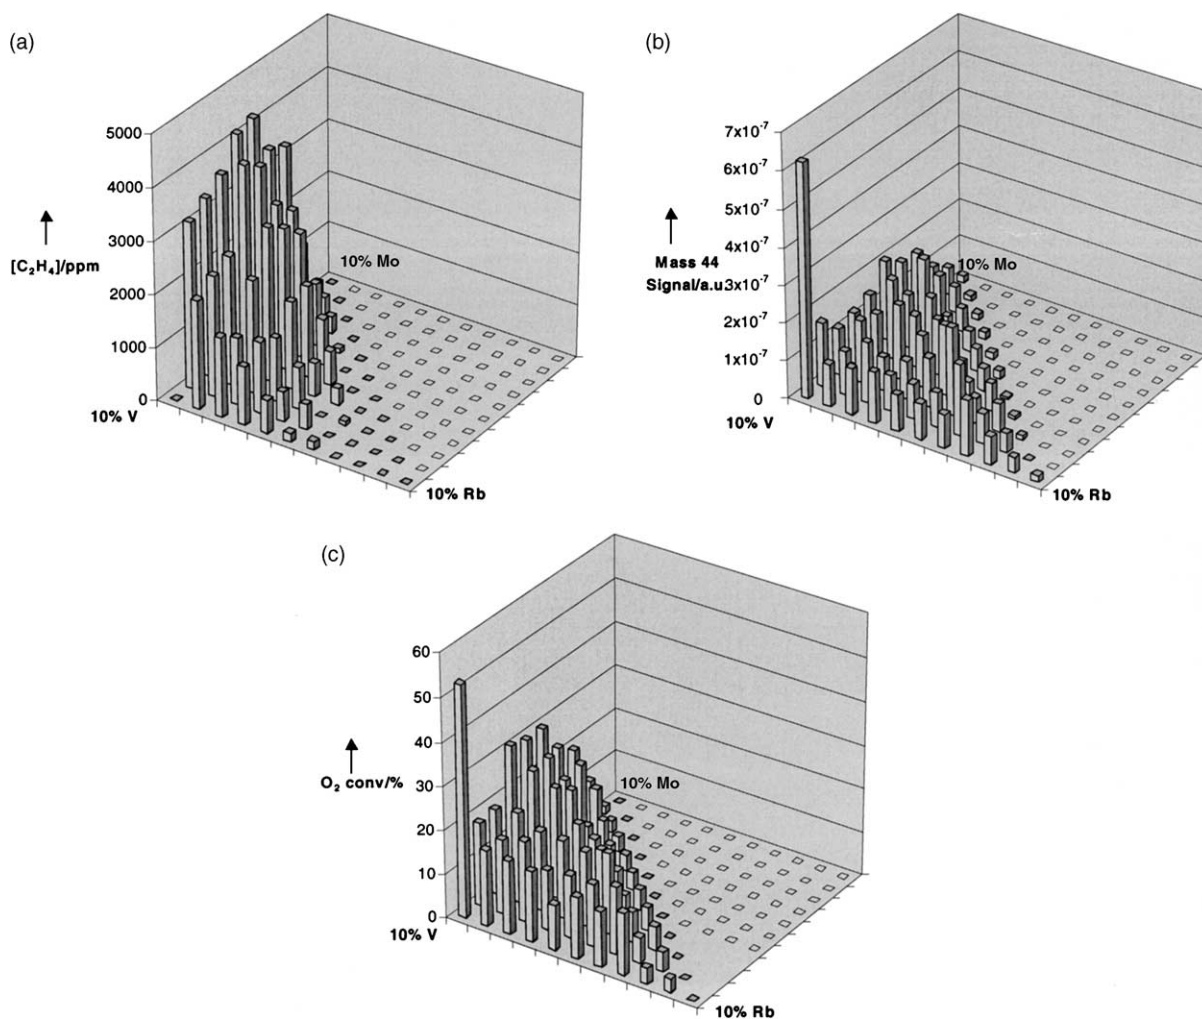 (a)
5000
4000
3000
[C₂H₄]/ppm
2000
1000
0
10% V
10% Mo
10% Rb
(b)
7x10⁻⁷
6x10⁻⁷
5x10⁻⁷
4x10⁻⁷
Mass 44
Signal/a.u
3x10⁻⁷
2x10⁻⁷
1x10⁻⁷
0
10% V
10% Mo
10% Rb
(c)
60
50
40
O₂ conv/%
30
20
10
0
10% V
10% Mo
10% Rb